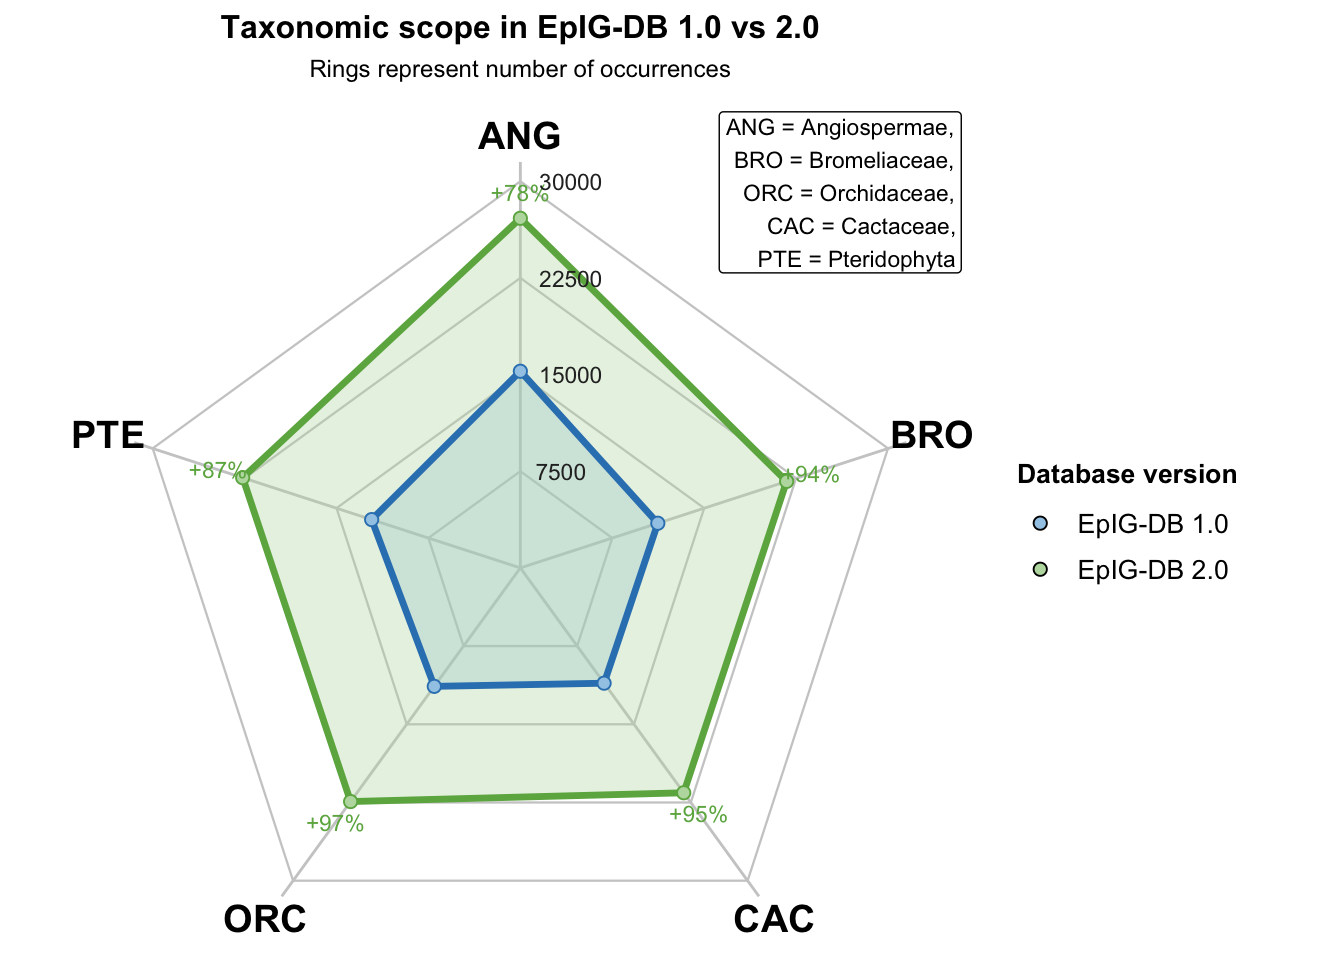 Taxonomic scope in EpIG-DB 1.0 vs 2.0
Rings represent number of occurrences
ANG = Angiospermae,
BRO = Bromeliaceae,
ORC = Orchidaceae,
CAC = Cactaceae,
PTE = Pteridophyta
ANG
30000
+78%
22500
15000
7500
PTE
BRO
+87%
+94%
Database version
EpIG-DB 1.0
EpIG-DB 2.0
+97%
+95%
ORC
CAC